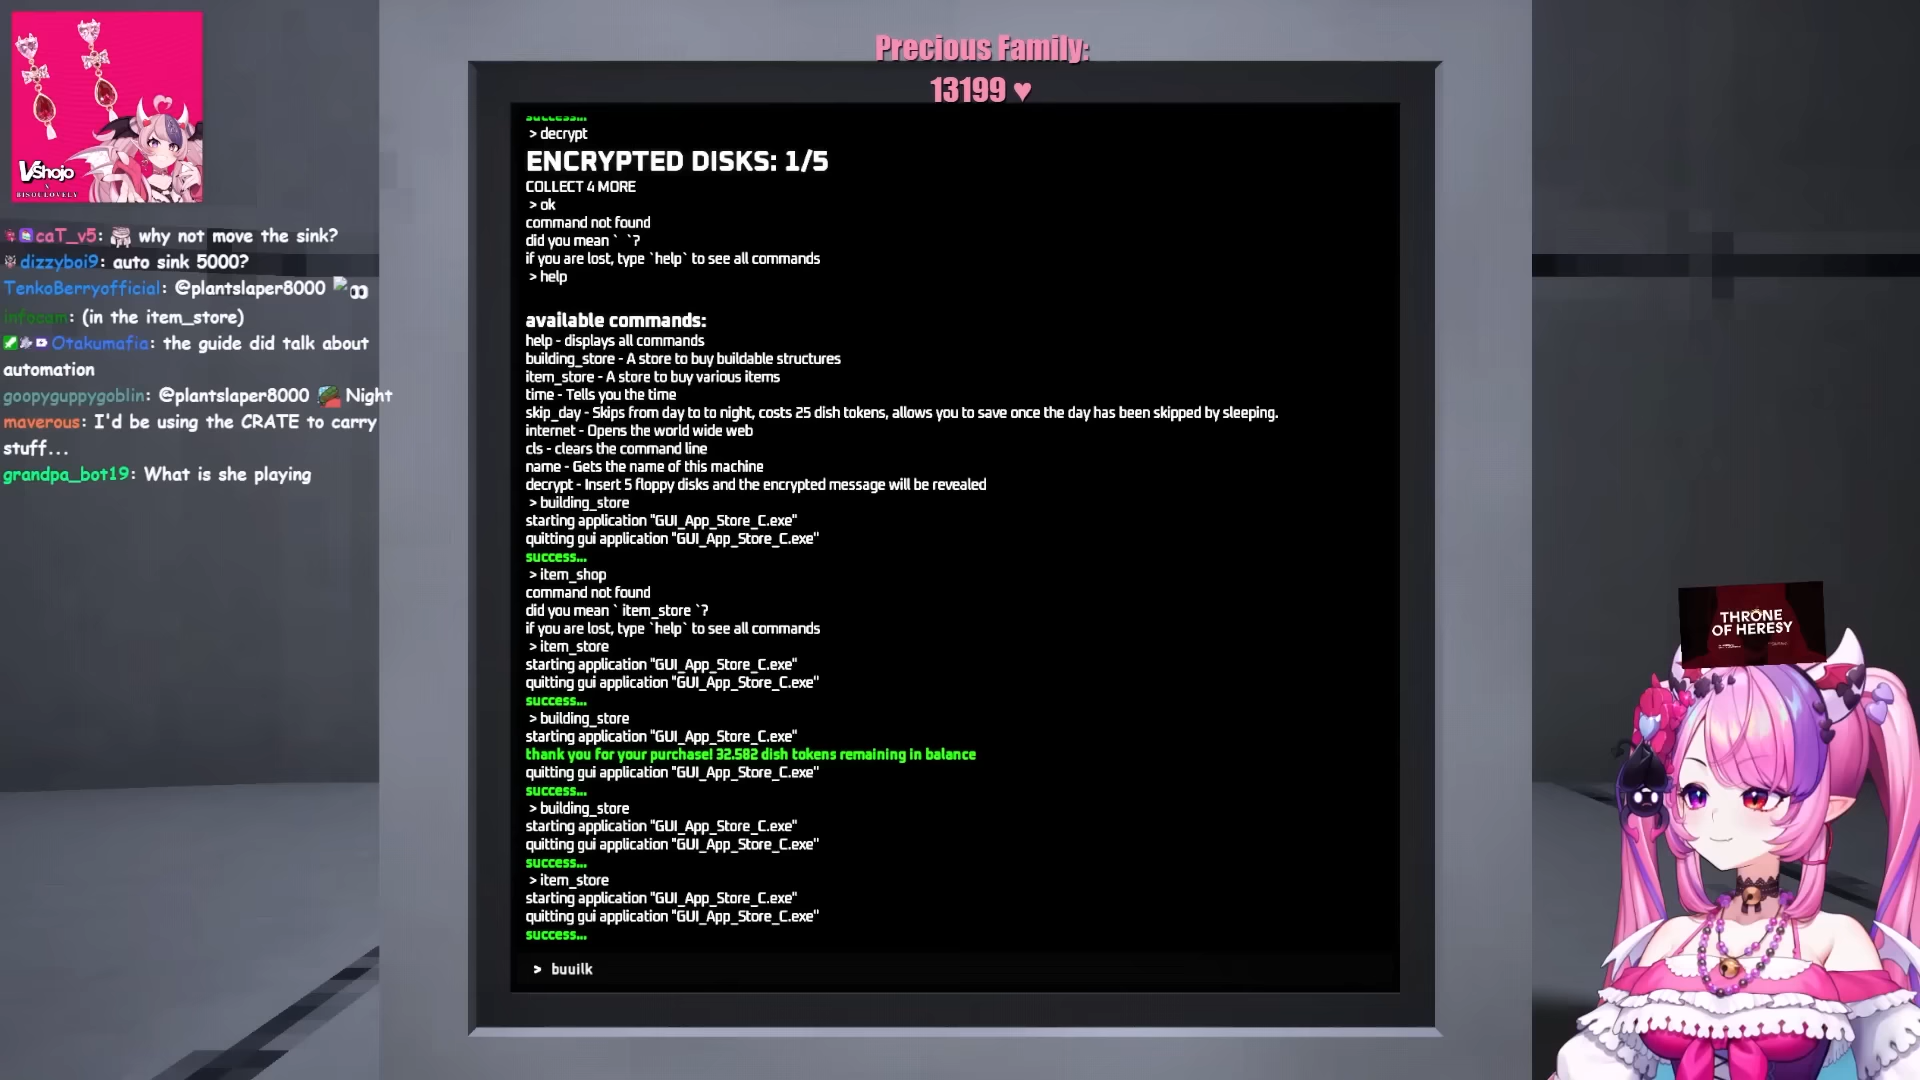 Precious Family:
13199 ♥
VShojo
X
BISOULOVELY
caT_v5: why not move the sink?
dizzyboi9: auto sink 5000?
TenkoBerryofficial: @plantslaper8000
infocam: (in the item_store)
Otakumafia: the guide did talk about
automation
goopyguppygoblin: @plantslaper8000 Night
maverous: I'd be using the CRATE to carry
stuff...
grandpa_bot19: What is she playing
success...
> decrypt
ENCRYPTED DISKS: 1/5
COLLECT 4 MORE
> ok
command not found
did you mean ` `?
if you are lost, type `help` to see all commands
> help
available commands:
help - displays all commands
building_store - A store to buy buildable structures
item_store - A store to buy various items
time - Tells you the time
skip_day - Skips from day to to night, costs 25 dish tokens, allows you to save once the day has been skipped by sleeping.
internet - Opens the world wide web
cls - clears the command line
name - Gets the name of this machine
decrypt - Insert 5 floppy disks and the encrypted message will be revealed
> building_store
starting application "GUI_App_Store_C.exe"
quitting gui application "GUI_App_Store_C.exe"
success...
> item_shop
command not found
did you mean ` item_store `?
if you are lost, type `help` to see all commands
> item_store
starting application "GUI_App_Store_C.exe"
quitting gui application "GUI_App_Store_C.exe"
success...
> building_store
starting application "GUI_App_Store_C.exe"
thank you for your purchase! 32.582 dish tokens remaining in balance
quitting gui application "GUI_App_Store_C.exe"
success...
> building_store
starting application "GUI_App_Store_C.exe"
quitting gui application "GUI_App_Store_C.exe"
success...
> item_store
starting application "GUI_App_Store_C.exe"
quitting gui application "GUI_App_Store_C.exe"
success...
> buuilk
THRONE
OF HERESY